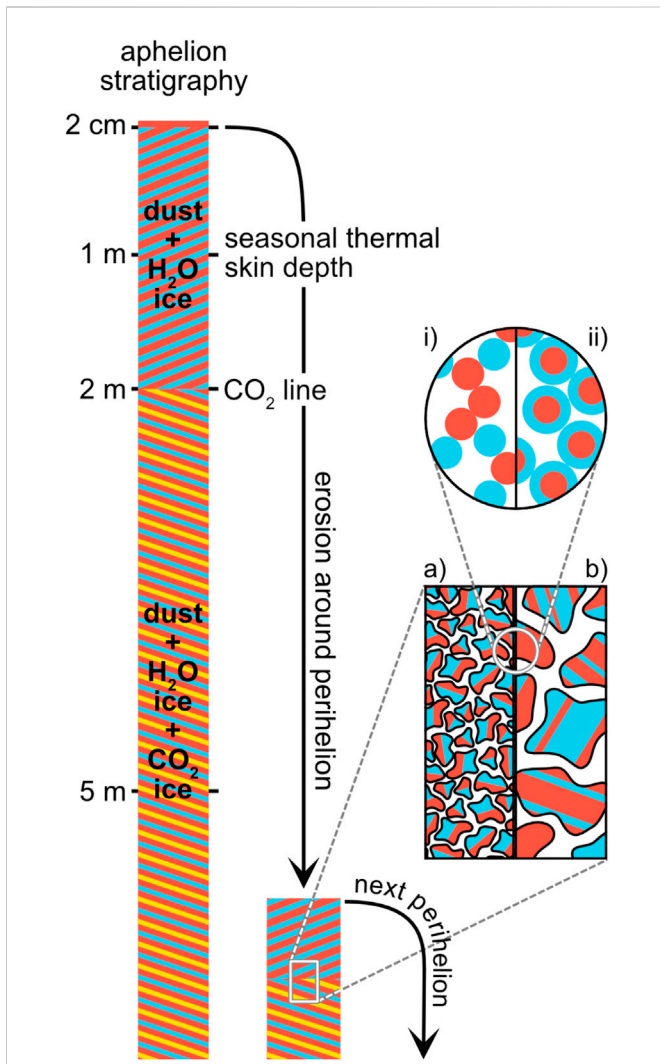 aphelion
stratigraphy
2 cm
dust
+
H₂O
ice
1 m
seasonal thermal
skin depth
2 m
CO₂ line
erosion around perihelion
dust
+
H₂O
ice
+
CO₂
ice
5 m
i)
ii)
a)
b)
next perihelion